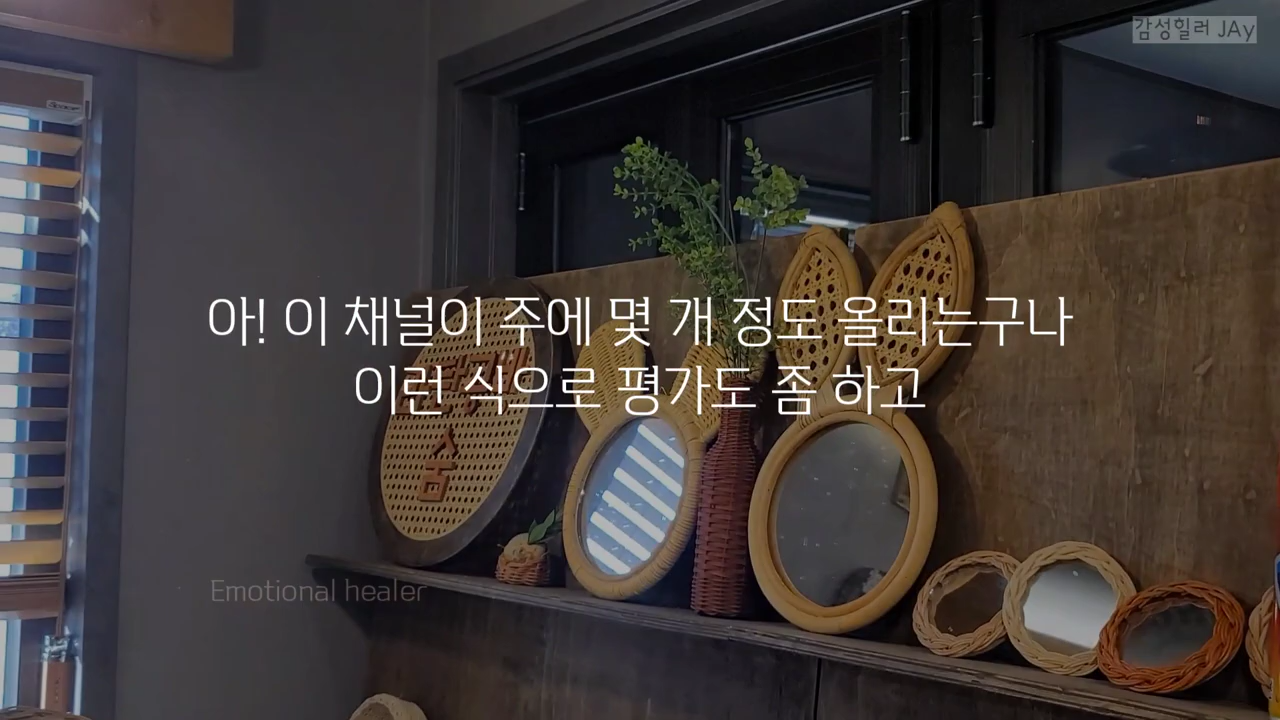 감성힐러 JAy
아! 이 채널이 주에 몇 개 정도 올리는구나
이런 식으로 평가도 좀 하고
舍
Emotional healer